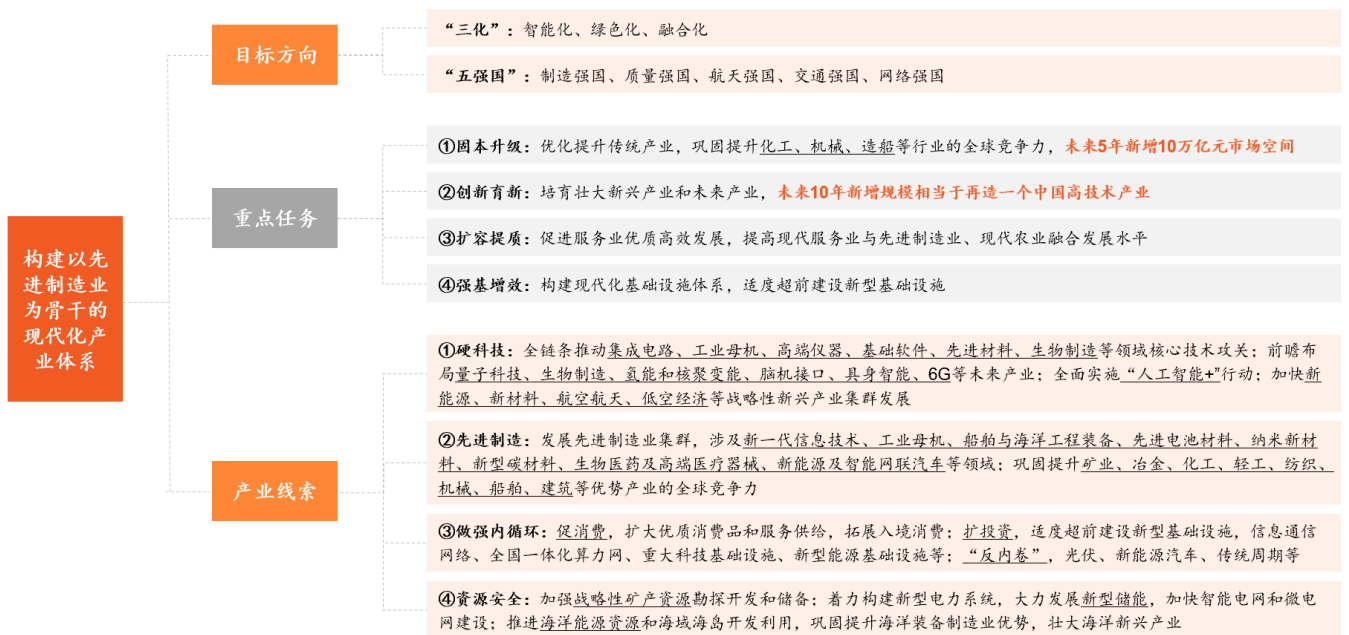 构建以先
进制造业
为骨干的
现代化产
业体系
目标方向
“三化”：智能化、绿色化、融合化
“五强国”：制造强国、质量强国、航天强国、交通强国、网络强国
重点任务
①固本升级：优化提升传统产业，巩固提升化工、机械、造船等行业的全球竞争力，未来5年新增10万亿元市场空间
②创新育新：培育壮大新兴产业和未来产业，未来10年新增规模相当于再造一个中国高技术产业
③扩容提质：促进服务业优质高效发展，提高现代服务业与先进制造业、现代农业融合发展水平
④强基增效：构建现代化基础设施体系，适度超前建设新型基础设施
产业线索
①硬科技：全链条推动集成电路、工业母机、高端仪器、基础软件、先进材料、生物制造等领域核心技术攻关；前瞻布
局量子科技、生物制造、氢能和核聚变能、脑机接口、具身智能、6G等未来产业；全面实施“人工智能+”行动；加快新
能源、新材料、航空航天、低空经济等战略性新兴产业集群发展
②先进制造：发展先进制造业集群，涉及新一代信息技术、工业母机、船舶与海洋工程装备、先进电池材料、纳米新材
料、新型碳材料、生物医药及高端医疗器械、新能源及智能网联汽车等领域；巩固提升矿业、冶金、化工、轻工、纺织、
机械、船舶、建筑等优势产业的全球竞争力
③做强内循环：促消费，扩大优质消费品和服务供给，拓展入境消费；扩投资，适度超前建设新型基础设施，信息通信
网络、全国一体化算力网、重大科技基础设施、新型能源基础设施等；“反内卷”，光伏、新能源汽车、传统周期等
④资源安全：加强战略性矿产资源勘探开发和储备；着力构建新型电力系统，大力发展新型储能，加快智能电网和微电
网建设；推进海洋能源资源和海域海岛开发利用，巩固提升海洋装备制造业优势，壮大海洋新兴产业